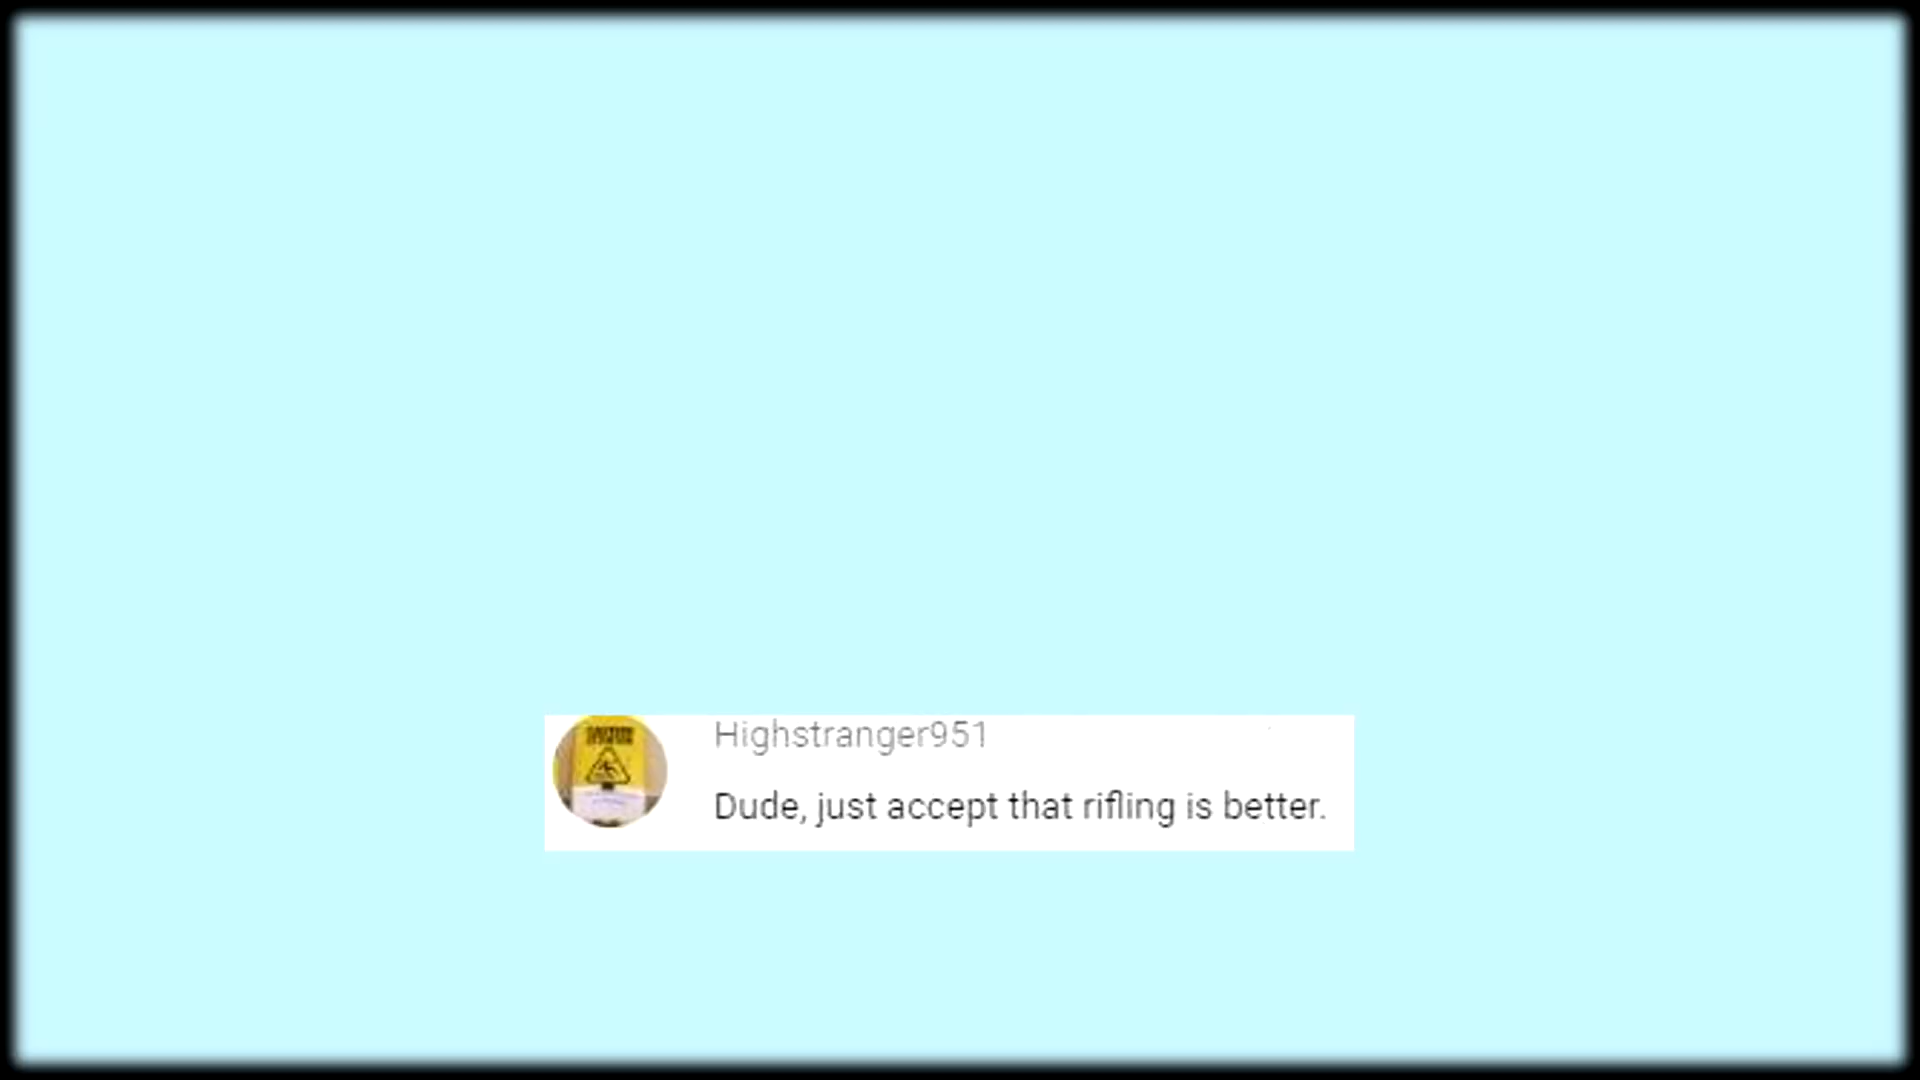 Highstranger951
Dude, just accept that rifling is better.